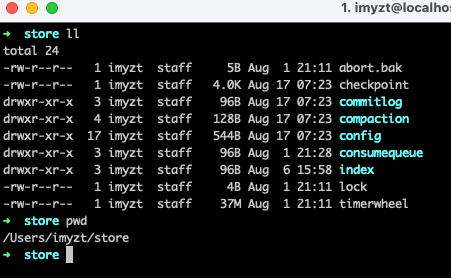 1. imyzt@localhos
➜ store ll
total 24
-rw-r--r-- 1 imyzt staff 5B Aug 1 21:11 abort.bak
-rw-r--r-- 1 imyzt staff 4.0K Aug 17 07:23 checkpoint
drwxr-xr-x 3 imyzt staff 96B Aug 17 07:23 commitlog
drwxr-xr-x 4 imyzt staff 128B Aug 17 07:23 compaction
drwxr-xr-x 17 imyzt staff 544B Aug 17 07:23 config
drwxr-xr-x 3 imyzt staff 96B Aug 1 21:28 consumequeue
drwxr-xr-x 3 imyzt staff 96B Aug 6 15:58 index
-rw-r--r-- 1 imyzt staff 4B Aug 1 21:11 lock
-rw-r--r-- 1 imyzt staff 37M Aug 1 21:11 timerwheel
➜ store pwd
/Users/imyzt/store
➜ store